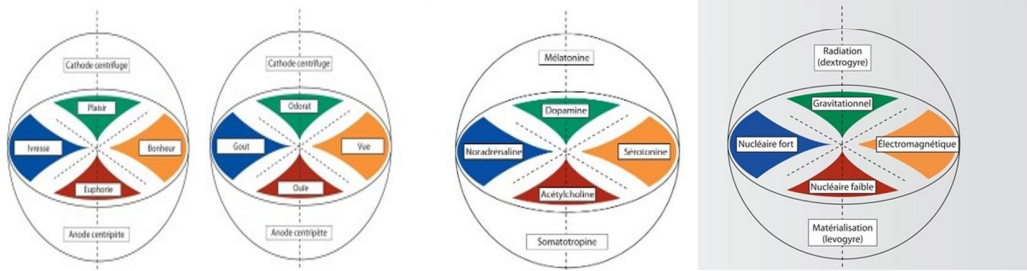 Cathode centrifuge
Plaisir
Ivresse
Bonheur
Euphorie
Anode centripète
Cathode centrifuge
Odorat
Gout
Vue
Ouïe
Anode centripète
Mélatonine
Dopamine
Noradrénaline
Sérotonine
Acétylcholine
Somatotropine
Radiation
(dextrogyre)
Gravitationnel
Nucléaire fort
Électromagnétique
Nucléaire faible
Matérialisation
(levogyre)